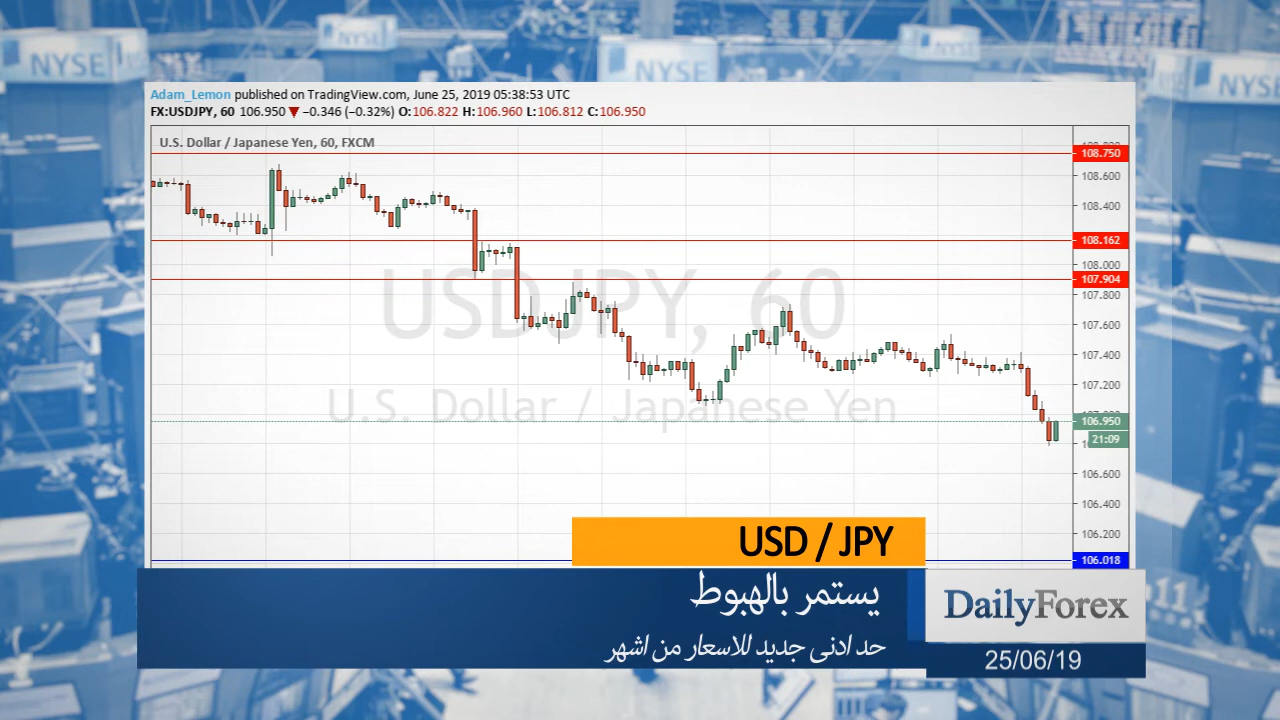 NYSE
NYSE
NYSE
NYSE
NYS
Adam_Lemon published on TradingView.com, June 25, 2019 05:38:53 UTC
FX:USDJPY, 60 106.950 ▼ −0.346 (−0.32%) O:106.822 H:106.960 L:106.812 C:106.950
U.S. Dollar / Japanese Yen, 60, FXCM
USDJPY, 60
U.S. Dollar / Japanese Yen
108.750
108.600
108.400
108.162
108.000
107.904
107.800
107.600
107.400
107.200
106.950
21:09
106.600
106.400
106.200
106.018
USD / JPY
يستمر بالهبوط
حد ادنى جديد للاسعار من اشهر
DailyForex
25/06/19
11